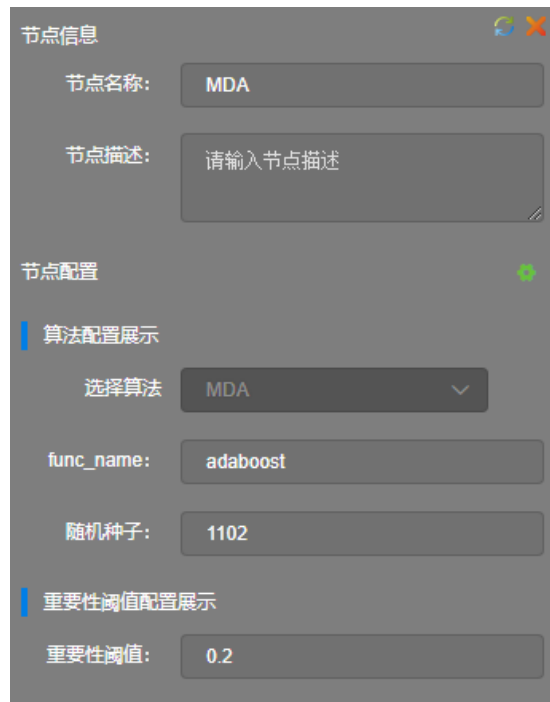 节点信息
节点名称: MDA
节点描述: 请输入节点描述
节点配置
算法配置展示
选择算法 MDA
func_name: adaboost
随机种子: 1102
重要性阈值配置展示
重要性阈值: 0.2